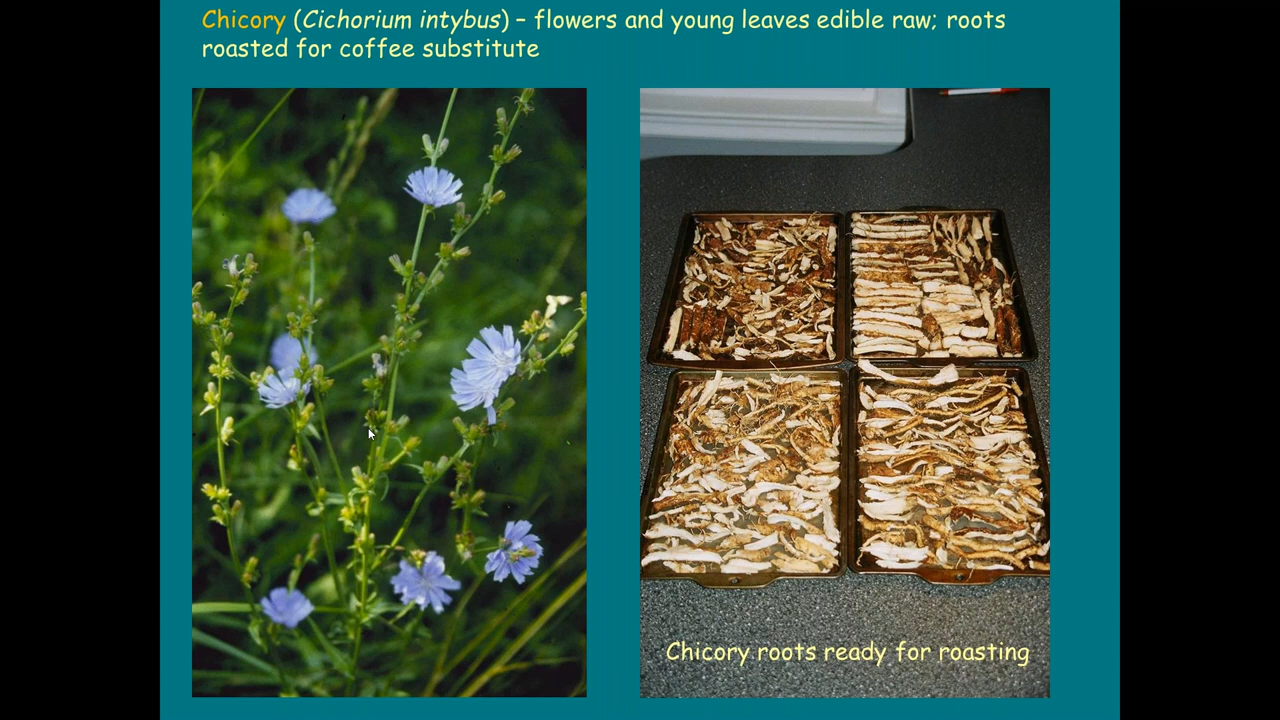 Chicory (Cichorium intybus) – flowers and young leaves edible raw; roots
roasted for coffee substitute
Chicory roots ready for roasting